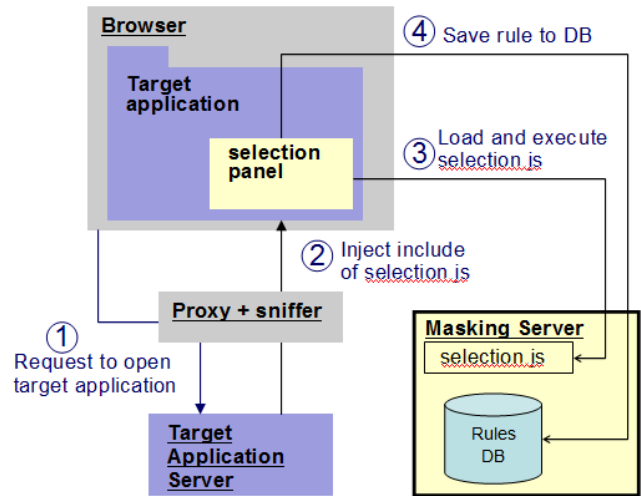 Browser
Target
application
selection
panel
4 Save rule to DB
3 Load and execute
selection.js
2 Inject include
of selection.js
Proxy + sniffer
1
Request to open
target application
Target
Application
Server
Masking Server
selection.js
Rules
DB